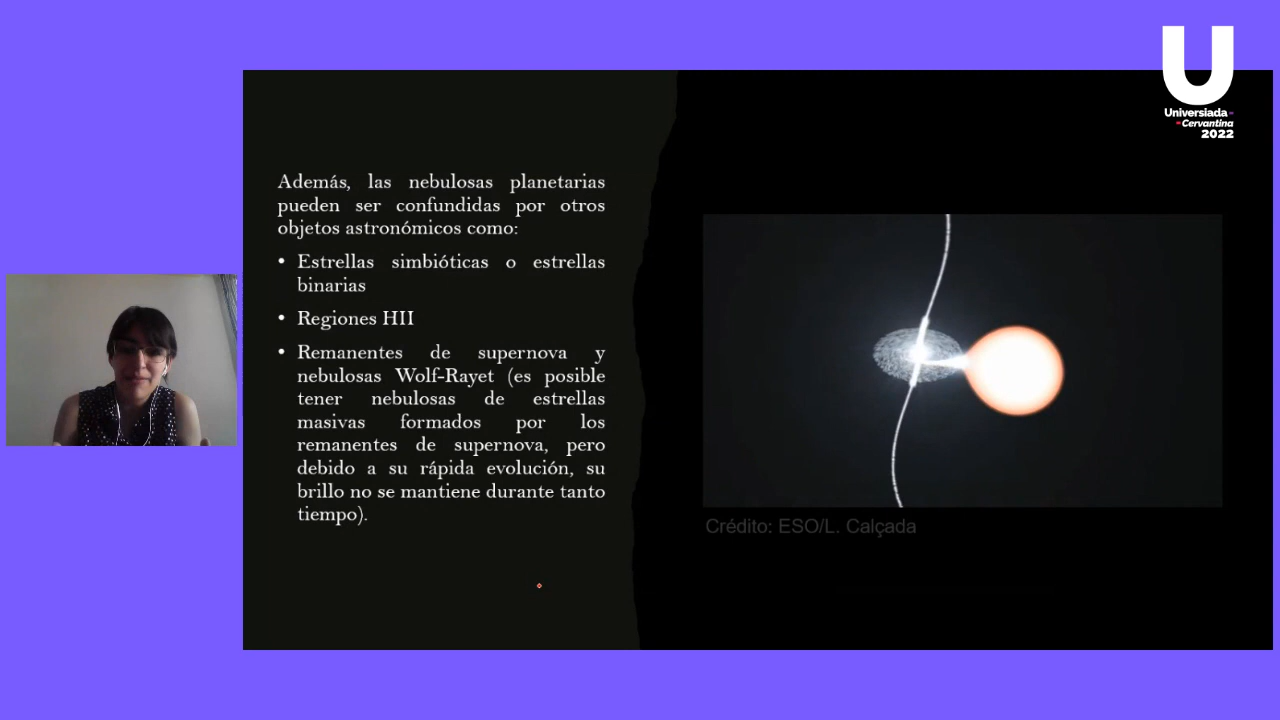 U
Universiada
Cervantina
2022
Además, las nebulosas planetarias
pueden ser confundidas por otros
objetos astronómicos como:
• Estrellas simbióticas o estrellas
binarias
• Regiones HII
• Remanentes de supernova y
nebulosas Wolf-Rayet (es posible
tener nebulosas de estrellas
masivas formados por los
remanentes de supernova, pero
debido a su rápida evolución, su
brillo no se mantiene durante tanto
tiempo).
Crédito: ESO/L. Calçada